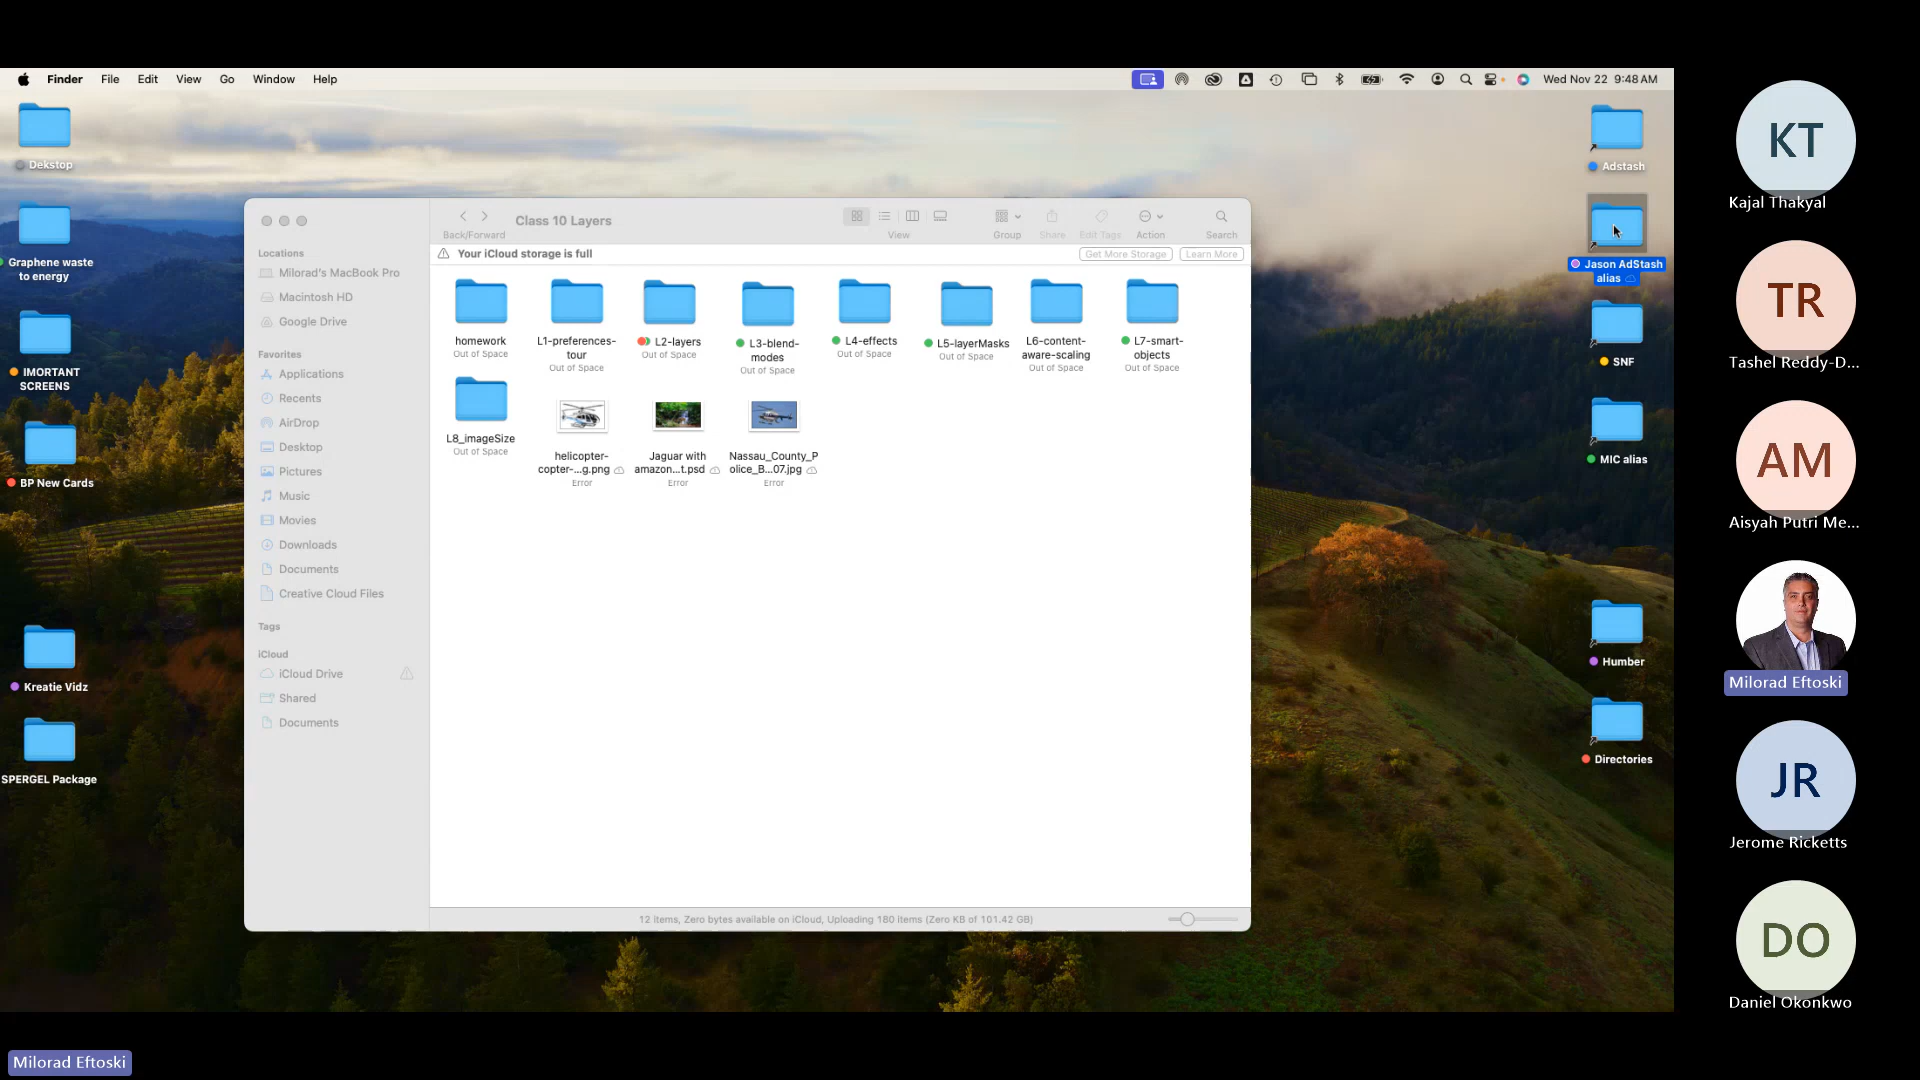 Finder File Edit View Go Window Help
Wed Nov 22 9:48 AM
Dekstop
Graphene waste
to energy
IMORTANT
SCREENS
BP New Cards
Kreatie Vidz
SPERGEL Package
Class 10 Layers
Back/Forward
View
Group
Share
Edit Tags
Action
Search
Your iCloud storage is full
Get More Storage
Learn More
Locations
Milorad's MacBook Pro
Macintosh HD
Google Drive
Favorites
Applications
Recents
AirDrop
Desktop
Pictures
Music
Movies
Downloads
Documents
Creative Cloud Files
Tags
iCloud
iCloud Drive
Shared
Documents
homework
Out of Space
L1-preferences-
tour
Out of Space
L2-layers
Out of Space
L3-blend-
modes
Out of Space
L4-effects
Out of Space
L5-layerMasks
Out of Space
L6-content-
aware-scaling
Out of Space
L7-smart-
objects
Out of Space
L8_imageSize
Out of Space
helicopter-
copter-...g.png
Error
Jaguar with
amazon...t.psd
Error
Nassau_County_P
olice_B...07.jpg
Error
12 items, Zero bytes available on iCloud, Uploading 180 items (Zero KB of 101.42 GB)
Adstash
Jason AdStash
alias
SNF
MIC alias
Humber
Directories
KT
Kajal Thakyal
TR
Tashel Reddy-D...
AM
Aisyah Putri Me...
Milorad Eftoski
JR
Jerome Ricketts
DO
Daniel Okonkwo
Milorad Eftoski